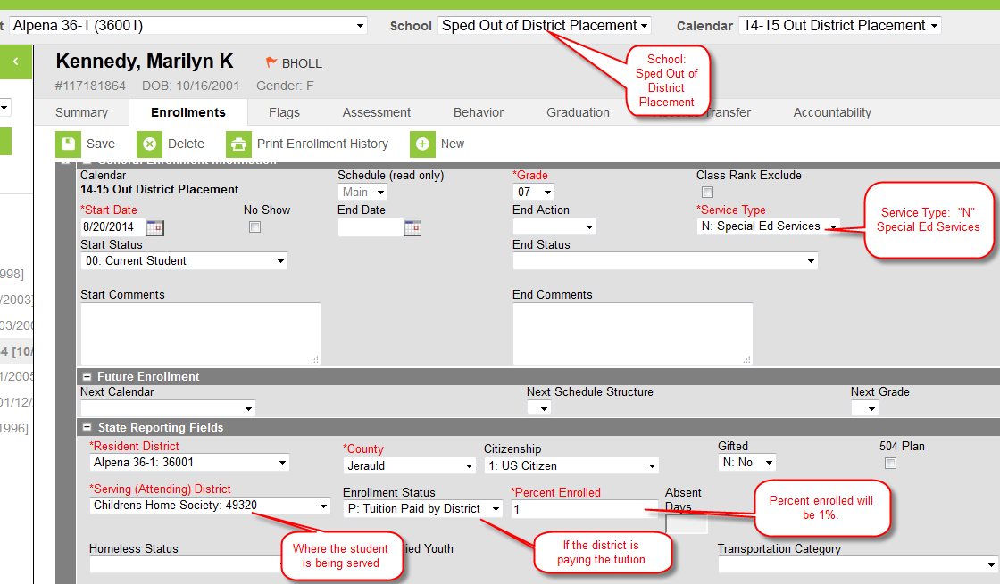 t Alpena 36-1 (36001) School Sped Out of District Placement Calendar 14-15 Out District Placement
Kennedy, Marilyn K BHOLL
#117181864 DOB: 10/16/2001 Gender: F
School:
Sped Out of
District
Placement
Summary Enrollments Flags Assessment Behavior Graduation Transfer Accountability
Save Delete Print Enrollment History New
General Enrollment Information
Calendar Schedule (read only) *Grade Class Rank Exclude
14-15 Out District Placement Main 07
*Start Date No Show End Date End Action *Service Type
8/20/2014 N: Special Ed Services
Service Type: "N"
Special Ed Services
Start Status End Status
00: Current Student
998]
/2003]
03/200
4 [10/
1/2005
01/12/
1996]
Start Comments End Comments
Future Enrollment
Next Calendar Next Schedule Structure Next Grade
State Reporting Fields
*Resident District *County Citizenship Gifted 504 Plan
Alpena 36-1: 36001 Jerauld 1: US Citizen N: No
*Serving (Attending) District Enrollment Status *Percent Enrolled Absent
Days
Childrens Home Society: 49320 P: Tuition Paid by District 1
Percent enrolled will
be 1%.
Where the student
is being served
If the district is
paying the tuition
Homeless Status ied Youth Transportation Category